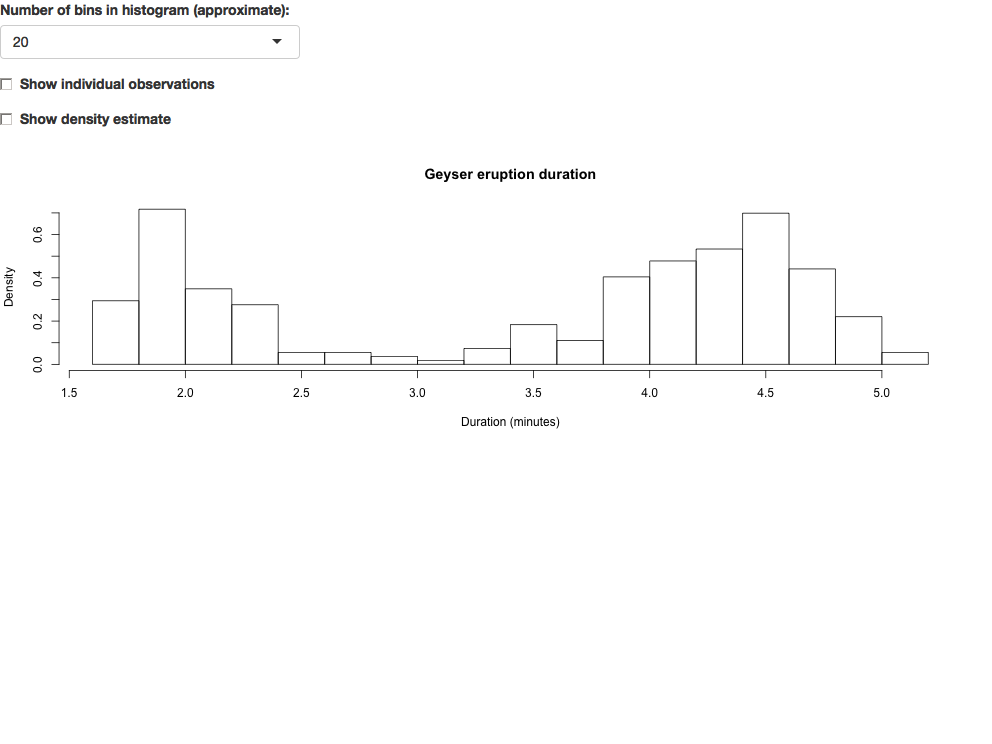 Number of bins in histogram (approximate):
20
Show individual observations
Show density estimate
Geyser eruption duration
Density
0.0 0.2 0.4 0.6
1.5 2.0 2.5 3.0 3.5 4.0 4.5 5.0
Duration (minutes)